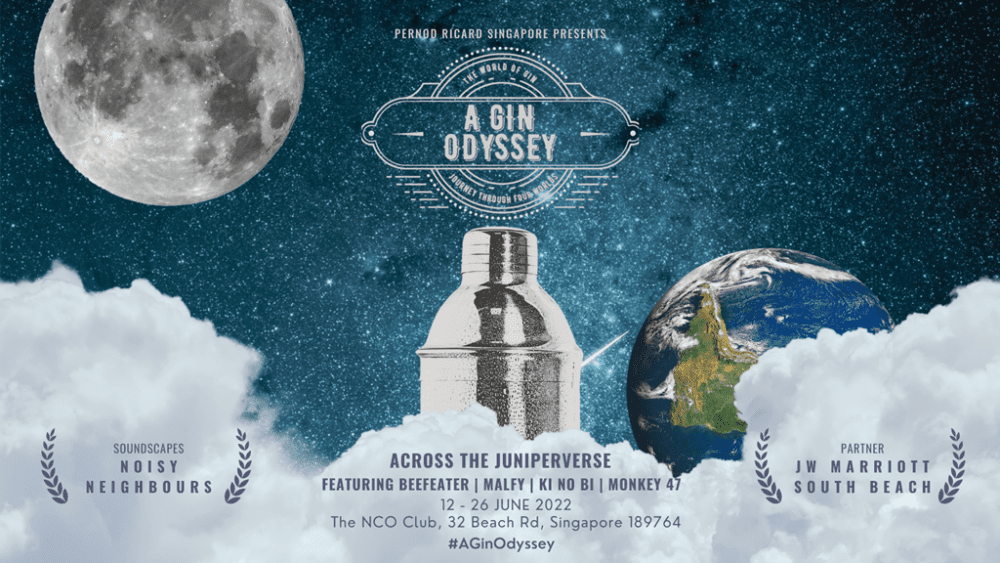 PERNOD RICARD SINGAPORE PRESENTS
THE WORLD OF GIN
A GIN
ODYSSEY
JOURNEY THROUGH FOUR WORLDS
SOUNDSCAPES
NOISY
NEIGHBOURS
ACROSS THE JUNIPERVERSE
FEATURING BEEFEATER | MALFY | KI NO BI | MONKEY 47
12 - 26 JUNE 2022
The NCO Club, 32 Beach Rd, Singapore 189764
#AGinOdyssey
PARTNER
JW MARRIOTT
SOUTH BEACH